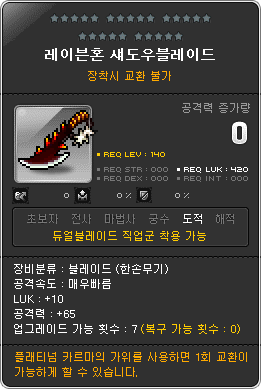 레이븐혼 섀도우블레이드
장착시 교환 불가
공격력 증가량
0
REQ LEV : 140
REQ STR : 000 REQ LUK : 420
REQ DEX : 000 REQ INT : 000
0 0 0
초보자 전사 마법사 궁수 도적 해적
듀얼블레이드 직업군 착용 가능
장비분류 : 블레이드 (한손무기)
공격속도 : 매우빠름
LUK : +10
공격력 : +65
업그레이드 가능 횟수 : 7 (복구 가능 횟수 : 0)
플래티넘 카르마의 가위를 사용하면 1회 교환이
가능하게 할 수 있습니다.